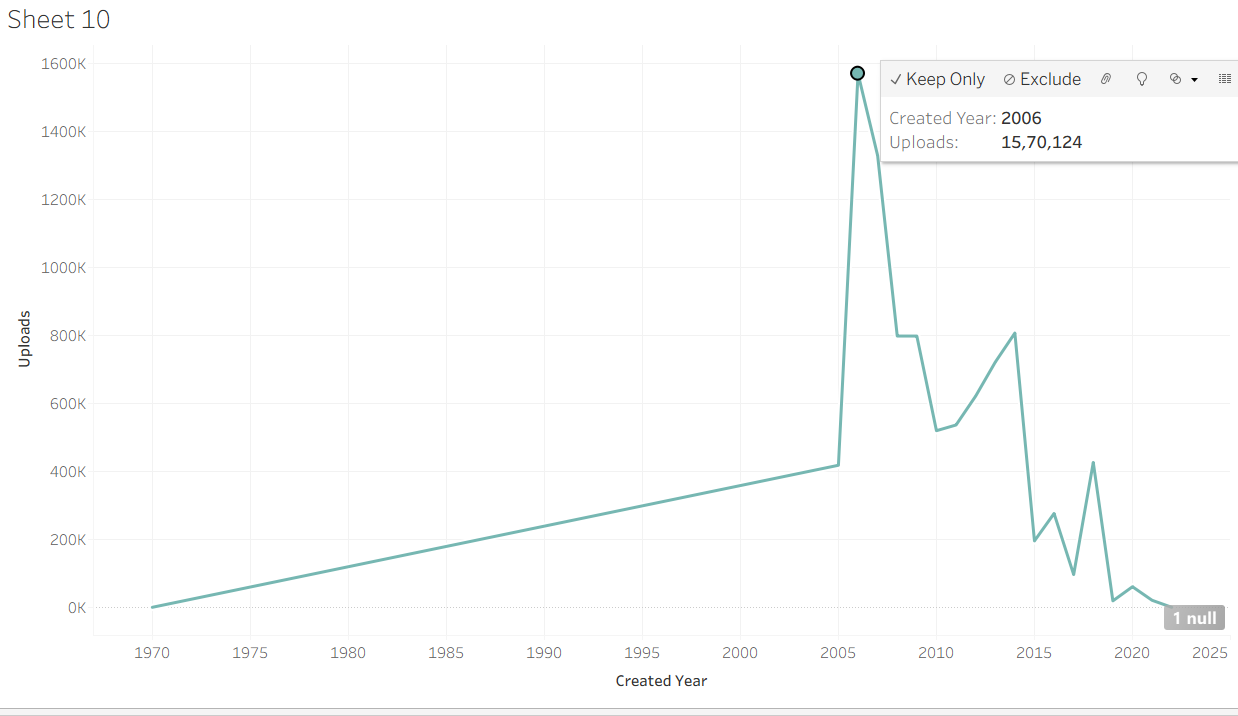 Sheet 10
1600K
1400K
1200K
1000K
800K
600K
400K
200K
0K
Uploads
Keep Only Exclude
Created Year: 2006
Uploads: 15,70,124
1 null
1970 1975 1980 1985 1990 1995 2000 2005 2010 2015 2020 2025
Created Year